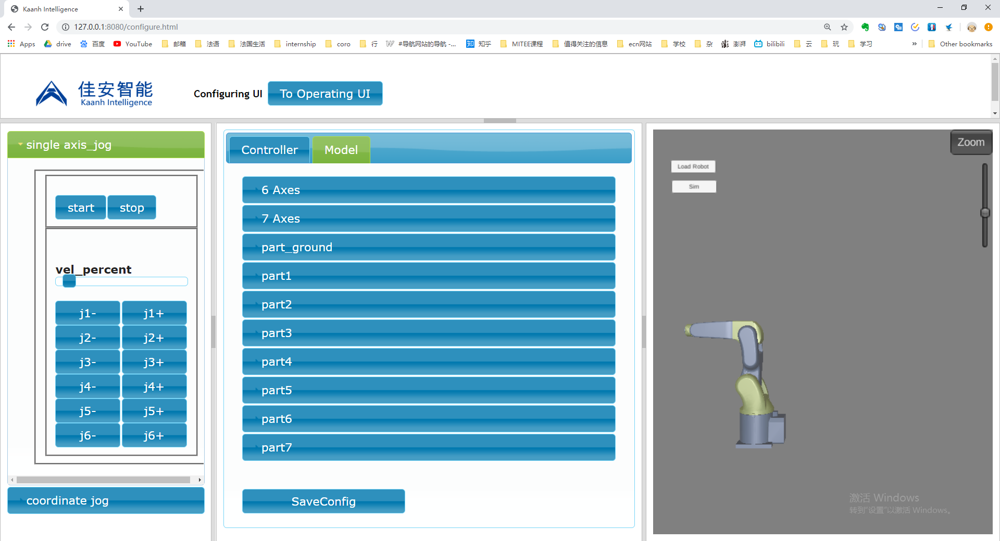 Kaanh Intelligence
127.0.0.1:8080/configure.html
Apps drive 百度 YouTube 邮箱 法语 法国生活 internship coro 行 #导航网站的导航 -... 知 知乎 MITEE课程 值得关注的信息 ecn网站 学校 杂 澎湃 bilibili 云 玩 学习 » Other bookmarks
佳安智能
Kaanh Intelligence
Configuring UI
To Operating UI
single axis_jog
start stop
vel_percent
j1- j1+
j2- j2+
j3- j3+
j4- j4+
j5- j5+
j6- j6+
coordinate jog
Controller Model
6 Axes
7 Axes
part_ground
part1
part2
part3
part4
part5
part6
part7
SaveConfig
Zoom
Load Robot
Sim
激活 Windows
转到"设置"以激活 Windows。